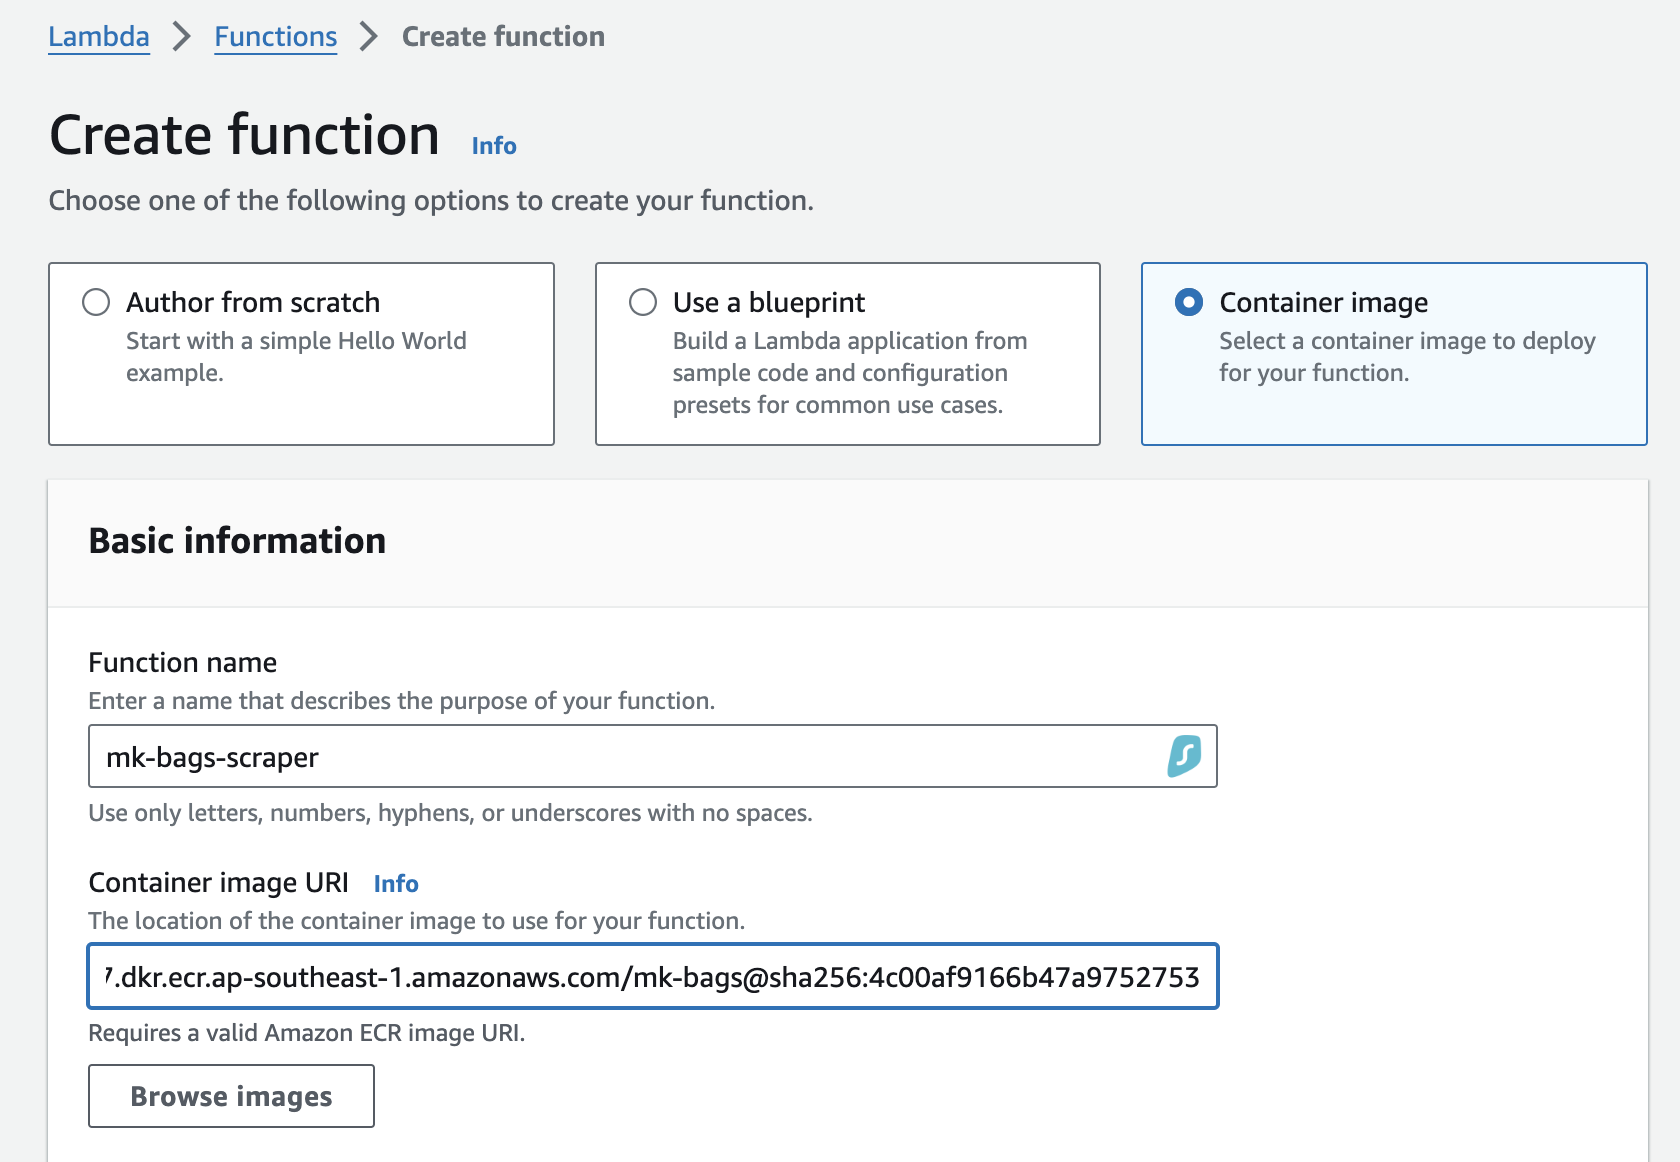 Lambda > Functions > Create function
Create function Info
Choose one of the following options to create your function.
Author from scratch
Start with a simple Hello World
example.
Use a blueprint
Build a Lambda application from
sample code and configuration
presets for common use cases.
Container image
Select a container image to deploy
for your function.
Basic information
Function name
Enter a name that describes the purpose of your function.
mk-bags-scraper
Use only letters, numbers, hyphens, or underscores with no spaces.
Container image URI Info
The location of the container image to use for your function.
7.dkr.ecr.ap-southeast-1.amazonaws.com/mk-bags@sha256:4c00af9166b47a9752753
Requires a valid Amazon ECR image URI.
Browse images